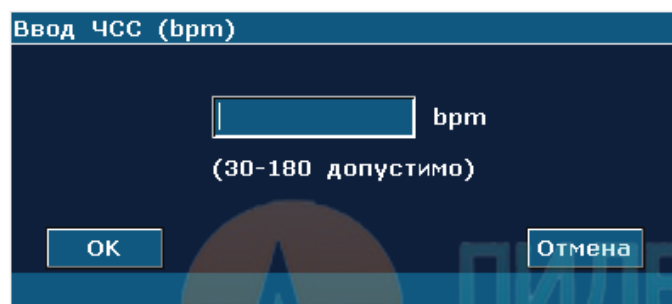 Ввод ЧСС (bpm)
bpm
(30-180 допустимо)
OK
Отмена